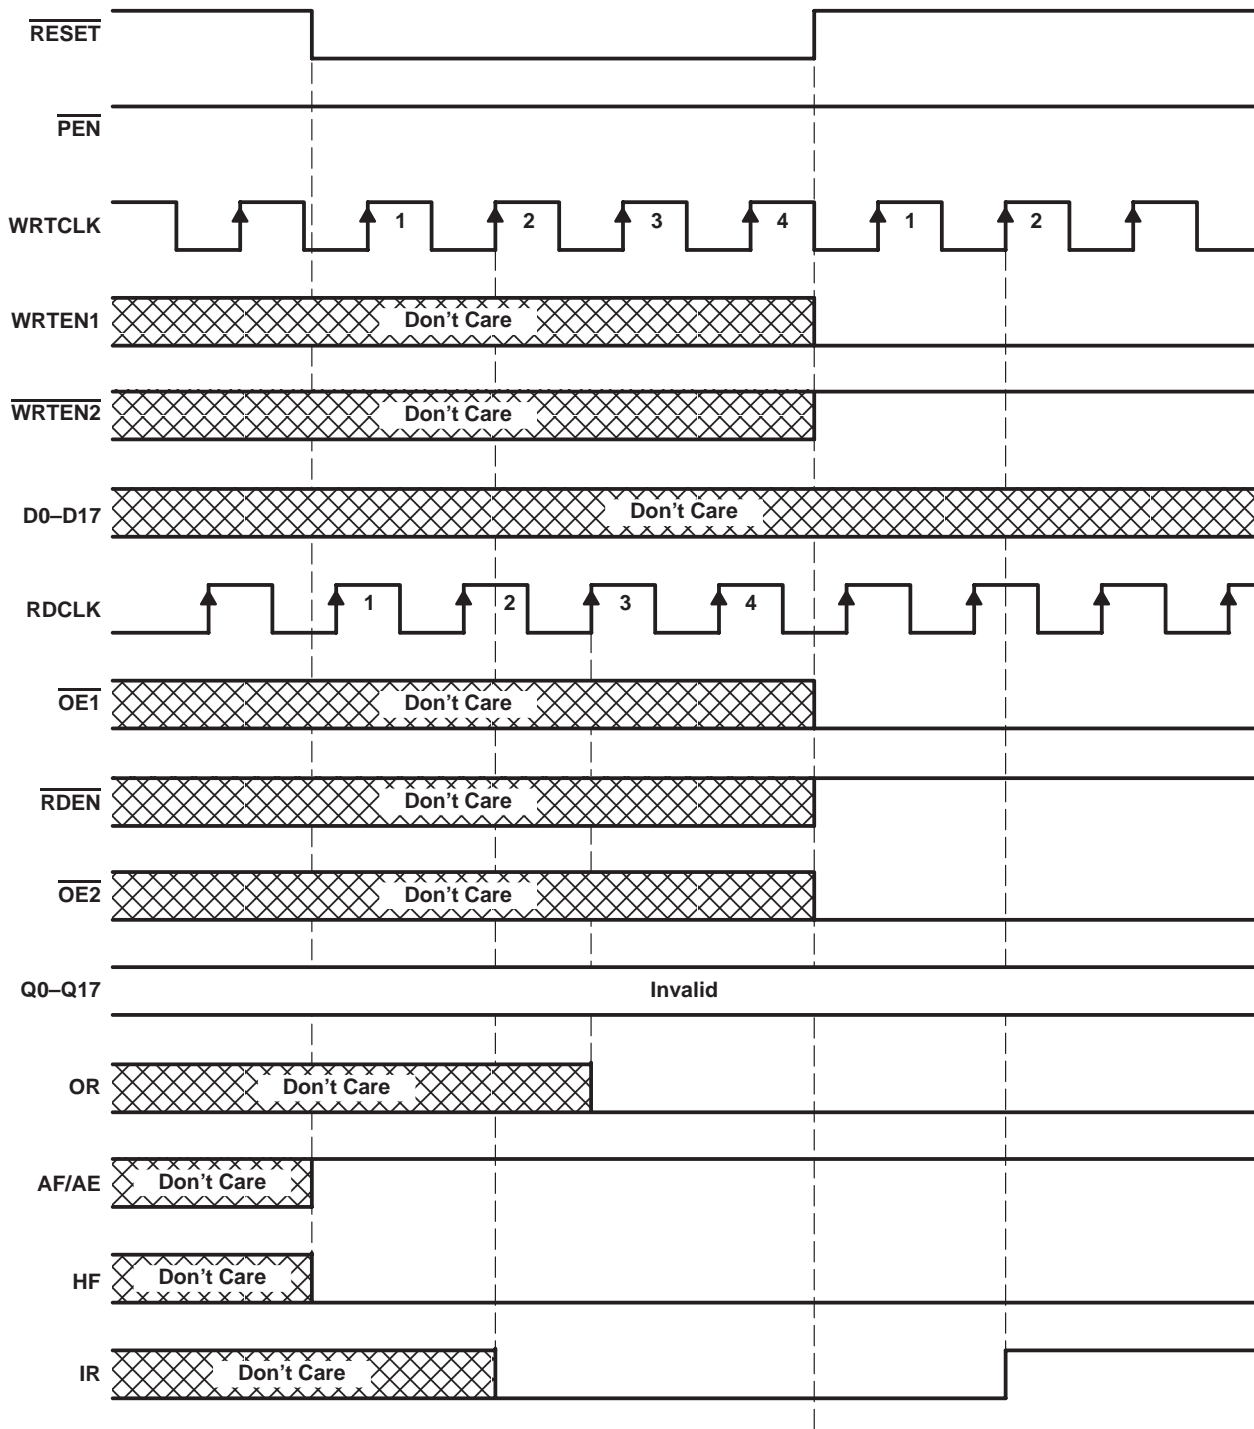 RESET
PEN
WRTCLK 1 2 3 4 1 2
WRTEN1 Don't Care
WRTEN2 Don't Care
D0–D17 Don't Care
RDCLK 1 2 3 4
OE1 Don't Care
RDEN Don't Care
OE2 Don't Care
Q0–Q17 Invalid
OR Don't Care
AF/AE Don't Care
HF Don't Care
IR Don't Care